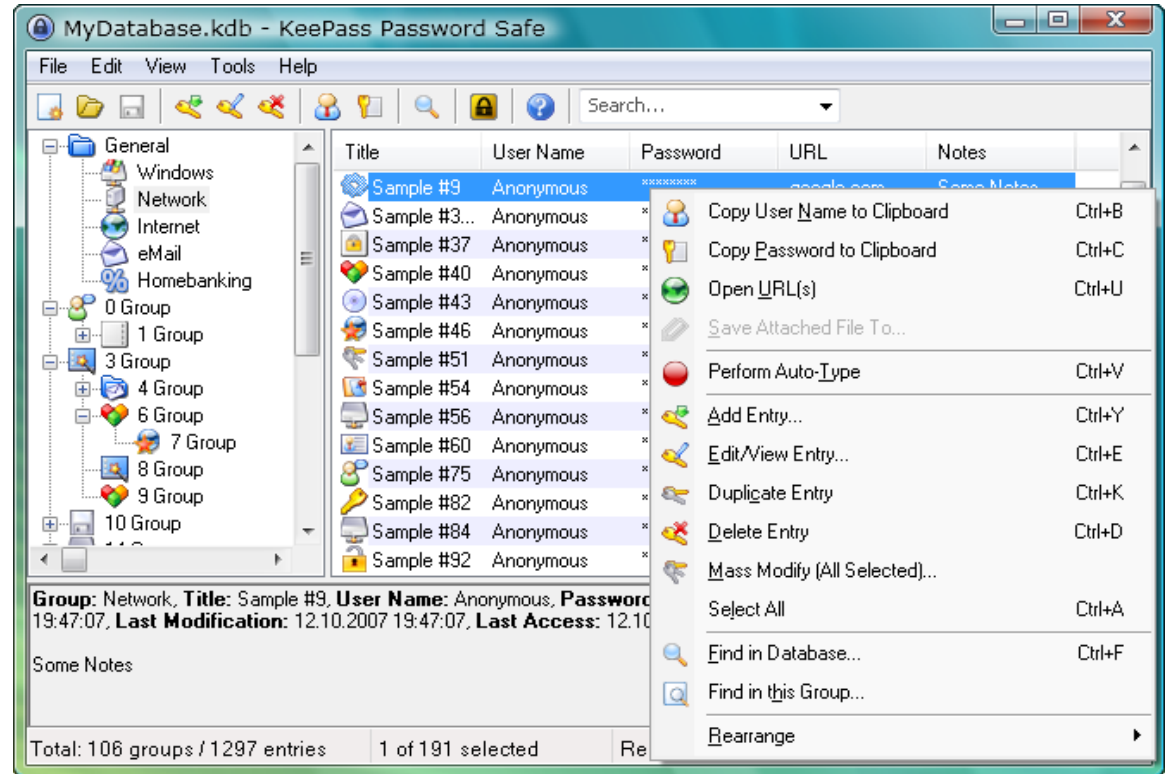 MyDatabase.kdb - KeePass Password Safe
File Edit View Tools Help
Search...
General
Windows
Network
Internet
eMail
Homebanking
0 Group
1 Group
3 Group
4 Group
6 Group
7 Group
8 Group
9 Group
10 Group
Title User Name Password URL Notes
Sample #9 Anonymous ******** google.com Some Notes
Sample #3... Anonymous *
Sample #37 Anonymous *
Sample #40 Anonymous *
Sample #43 Anonymous *
Sample #46 Anonymous *
Sample #51 Anonymous *
Sample #54 Anonymous *
Sample #56 Anonymous *
Sample #60 Anonymous *
Sample #75 Anonymous *
Sample #82 Anonymous *
Sample #84 Anonymous *
Sample #92 Anonymous *
Copy User Name to Clipboard Ctrl+B
Copy Password to Clipboard Ctrl+C
Open URL(s) Ctrl+U
Save Attached File To...
Perform Auto-Type Ctrl+V
Add Entry... Ctrl+Y
Edit/View Entry... Ctrl+E
Duplicate Entry Ctrl+K
Delete Entry Ctrl+D
Mass Modify (All Selected)...
Select All Ctrl+A
Find in Database... Ctrl+F
Find in this Group...
Rearrange
Group: Network, Title: Sample #9, User Name: Anonymous, Passworc
19:47:07, Last Modification: 12.10.2007 19:47:07, Last Access: 12.10
Some Notes
Total: 106 groups / 1297 entries 1 of 191 selected Re